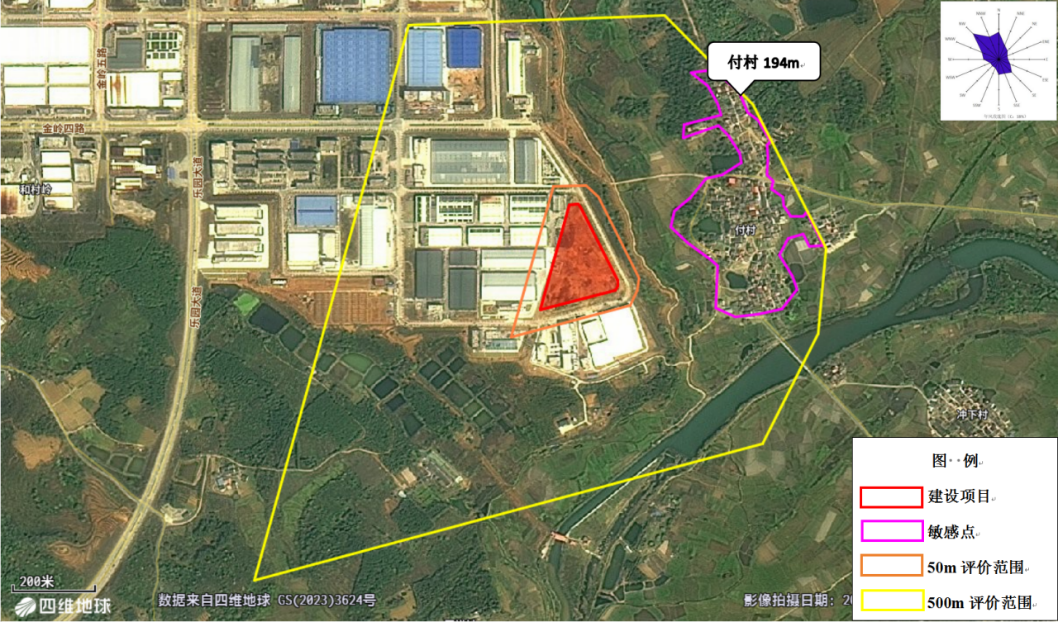 付村 194m
金岭五路
金岭四路
和村岭
乐园大道
乐园大道
付村
冲下村
图 例
建设项目
敏感点
50m 评价范围
500m 评价范围
200米
四维地球
数据来自四维地球 GS(2023)3624号
影像拍摄日期: 20